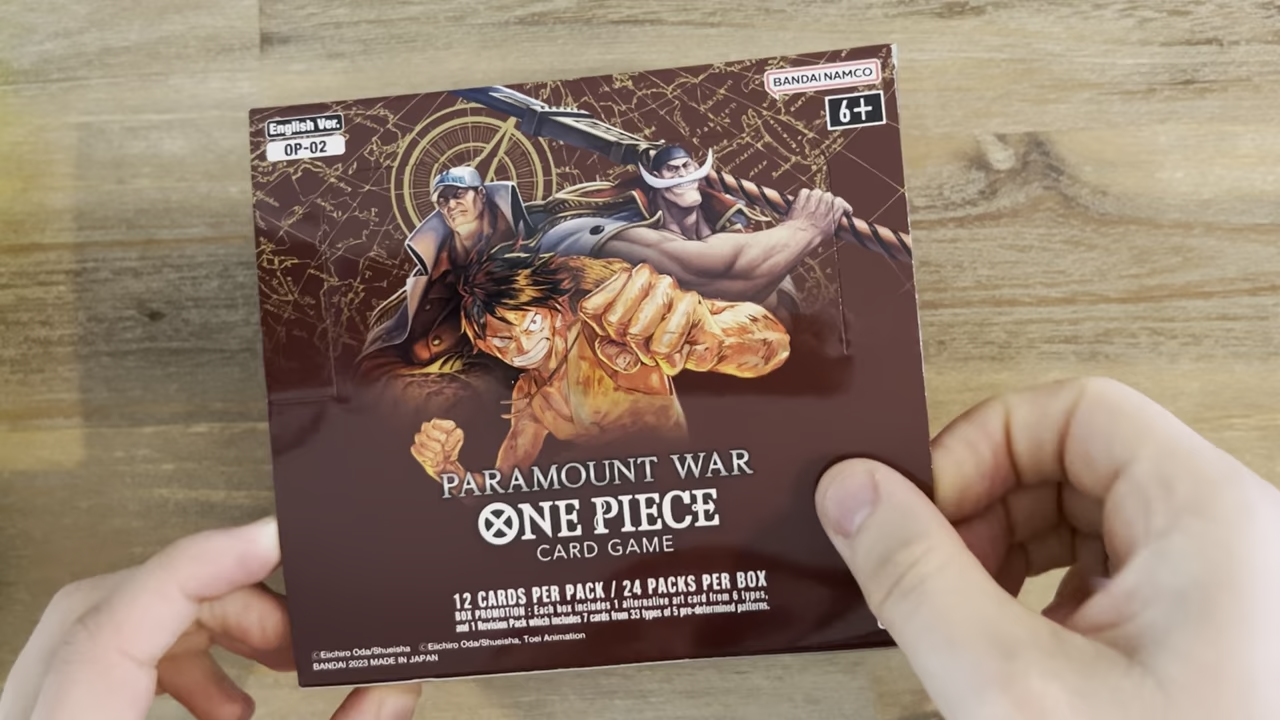 BANDAI NAMCO
English Ver.
6+
OP-02
PARAMOUNT WAR
ONE PIECE
CARD GAME
12 CARDS PER PACK / 24 PACKS PER BOX
BOX PROMOTION : Each box includes 1 alternative art card from 6 types,
and 1 Revision Pack which includes 7 cards from 33 types of 5 pre-determined patterns.
©Eiichiro Oda/Shueisha ©Eiichiro Oda/Shueisha, Toei Animation
BANDAI 2023 MADE IN JAPAN